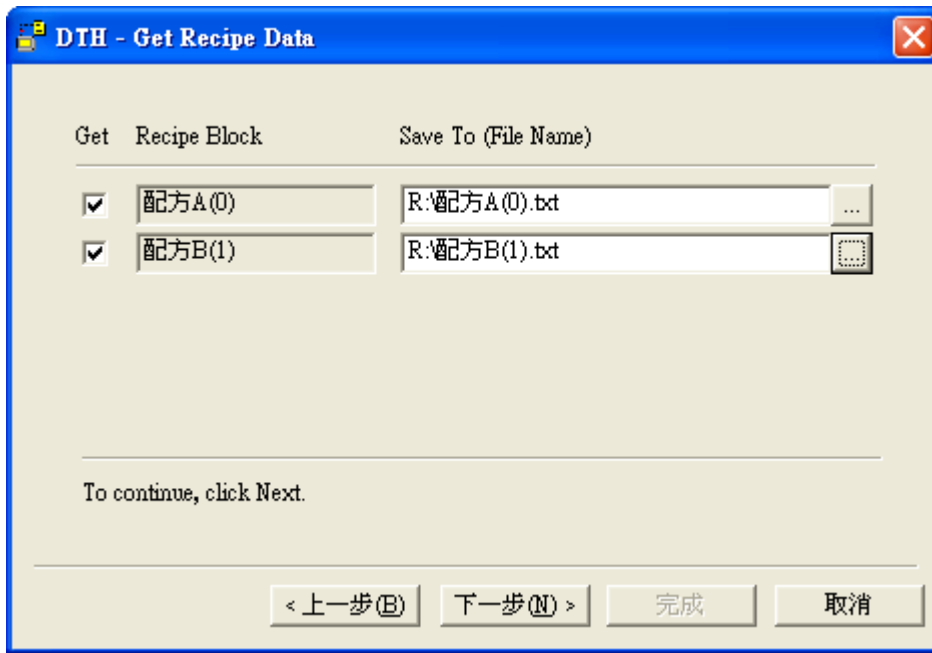 DTH - Get Recipe Data
Get Recipe Block Save To (File Name)
配方A(0) R:\配方A(0).txt ...
配方B(1) R:\配方B(1).txt ...
To continue, click Next.
< 上一步(B) 下一步(N) > 完成 取消